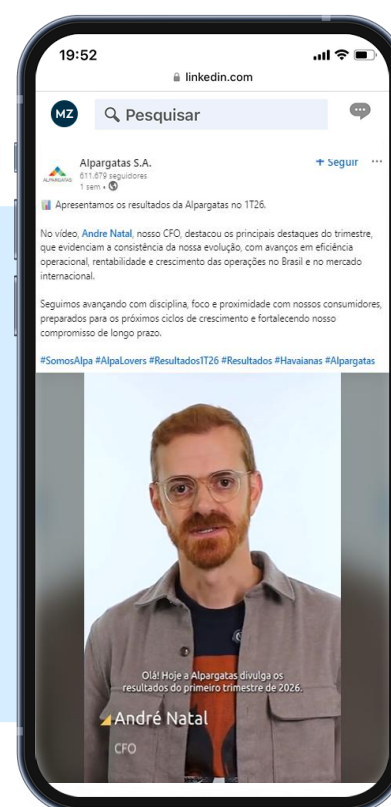 19:52
linkedin.com
MZ
Pesquisar
Alpargatas S.A.
+ Seguir ...
ALPARGATAS
611.679 seguidores
1 sem •
Apresentamos os resultados da Alpargatas no 1T26.
No vídeo, Andre Natal, nosso CFO, destacou os principais destaques do trimestre,
que evidenciam a consistência da nossa evolução, com avanços em eficiência
operacional, rentabilidade e crescimento das operações no Brasil e no mercado
internacional.
Seguimos avançando com disciplina, foco e proximidade com nossos consumidores,
preparados para os próximos ciclos de crescimento e fortalecendo nosso
compromisso de longo prazo.
#SomosAlpa #AlpaLovers #Resultados1T26 #Resultados #Havaianas #Alpargatas
Olá! Hoje a Alpargatas divulga os
resultados do primeiro trimestre de 2026.
André Natal
CFO